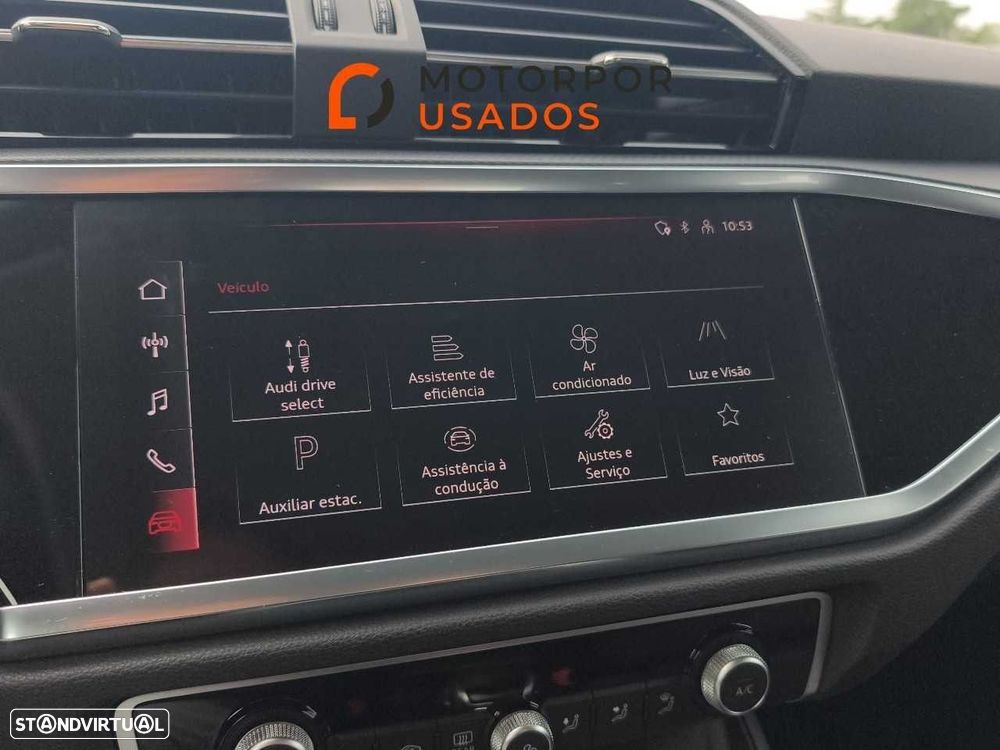 MOTORPOR
USADOS
10:53
Veículo
Audi drive
select
Assistente de
eficiência
Ar
condicionado
Luz e Visão
P
Auxiliar estac.
Assistência à
condução
Ajustes e
Serviço
Favoritos
A/C
STANDVIRTUAL